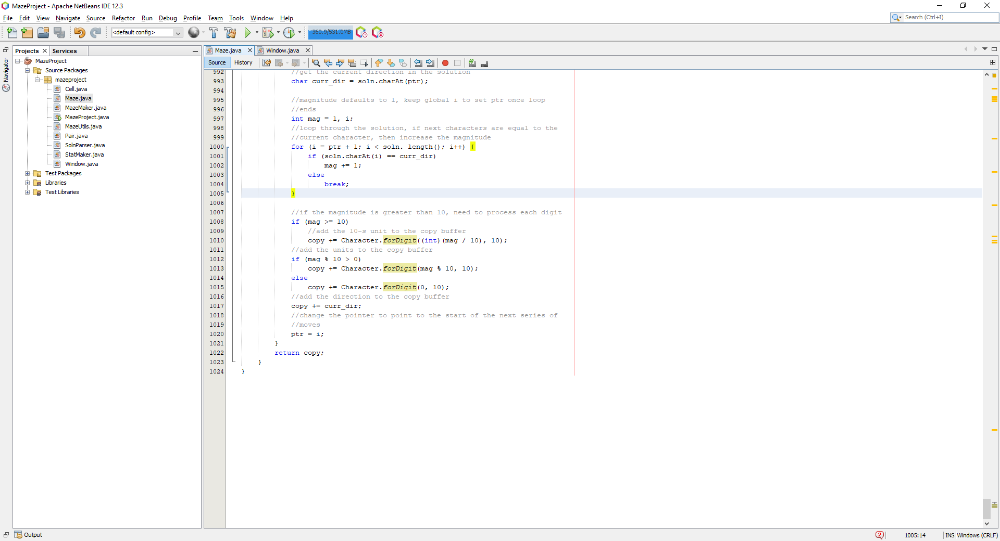 MazeProject - Apache NetBeans IDE 12.3
File Edit View Navigate Source Refactor Run Debug Profile Team Tools Window Help
Search (Ctrl+I)
<default config>
360.9/531.0MB
Projects Services
Navigator
MazeProject
Source Packages
mazeproject
Cell.java
Maze.java
MazeMaker.java
MazeProject.java
MazeUtils.java
Pair.java
SolnParser.java
StatMaker.java
Window.java
Test Packages
Libraries
Test Libraries
Maze.java Window.java
Source History
992 //get the current direction in the solution
993 char curr_dir = soln.charAt(ptr);
994
995 //magnitude defaults to 1, keep global i to set ptr once loop
996 //ends
997 int mag = 1, i;
998 //loop through the solution, if next characters are equal to the
999 //current character, then increase the magnitude
1000 for (i = ptr + 1; i < soln. length(); i++) {
1001 if (soln.charAt(i) == curr_dir)
1002 mag += 1;
1003 else
1004 break;
1005 }
1006
1007 //if the magnitude is greater than 10, need to process each digit
1008 if (mag >= 10)
1009 //add the 10-s unit to the copy buffer
1010 copy += Character.forDigit((int)(mag / 10), 10);
1011 //add the units to the copy buffer
1012 if (mag % 10 > 0)
1013 copy += Character.forDigit(mag % 10, 10);
1014 else
1015 copy += Character.forDigit(0, 10);
1016 //add the direction to the copy buffer
1017 copy += curr_dir;
1018 //change the pointer to point to the start of the next series of
1019 //moves
1020 ptr = i;
1021 }
1022 return copy;
1023 }
1024 }
Output
2
1005:14
INS Windows (CRLF)